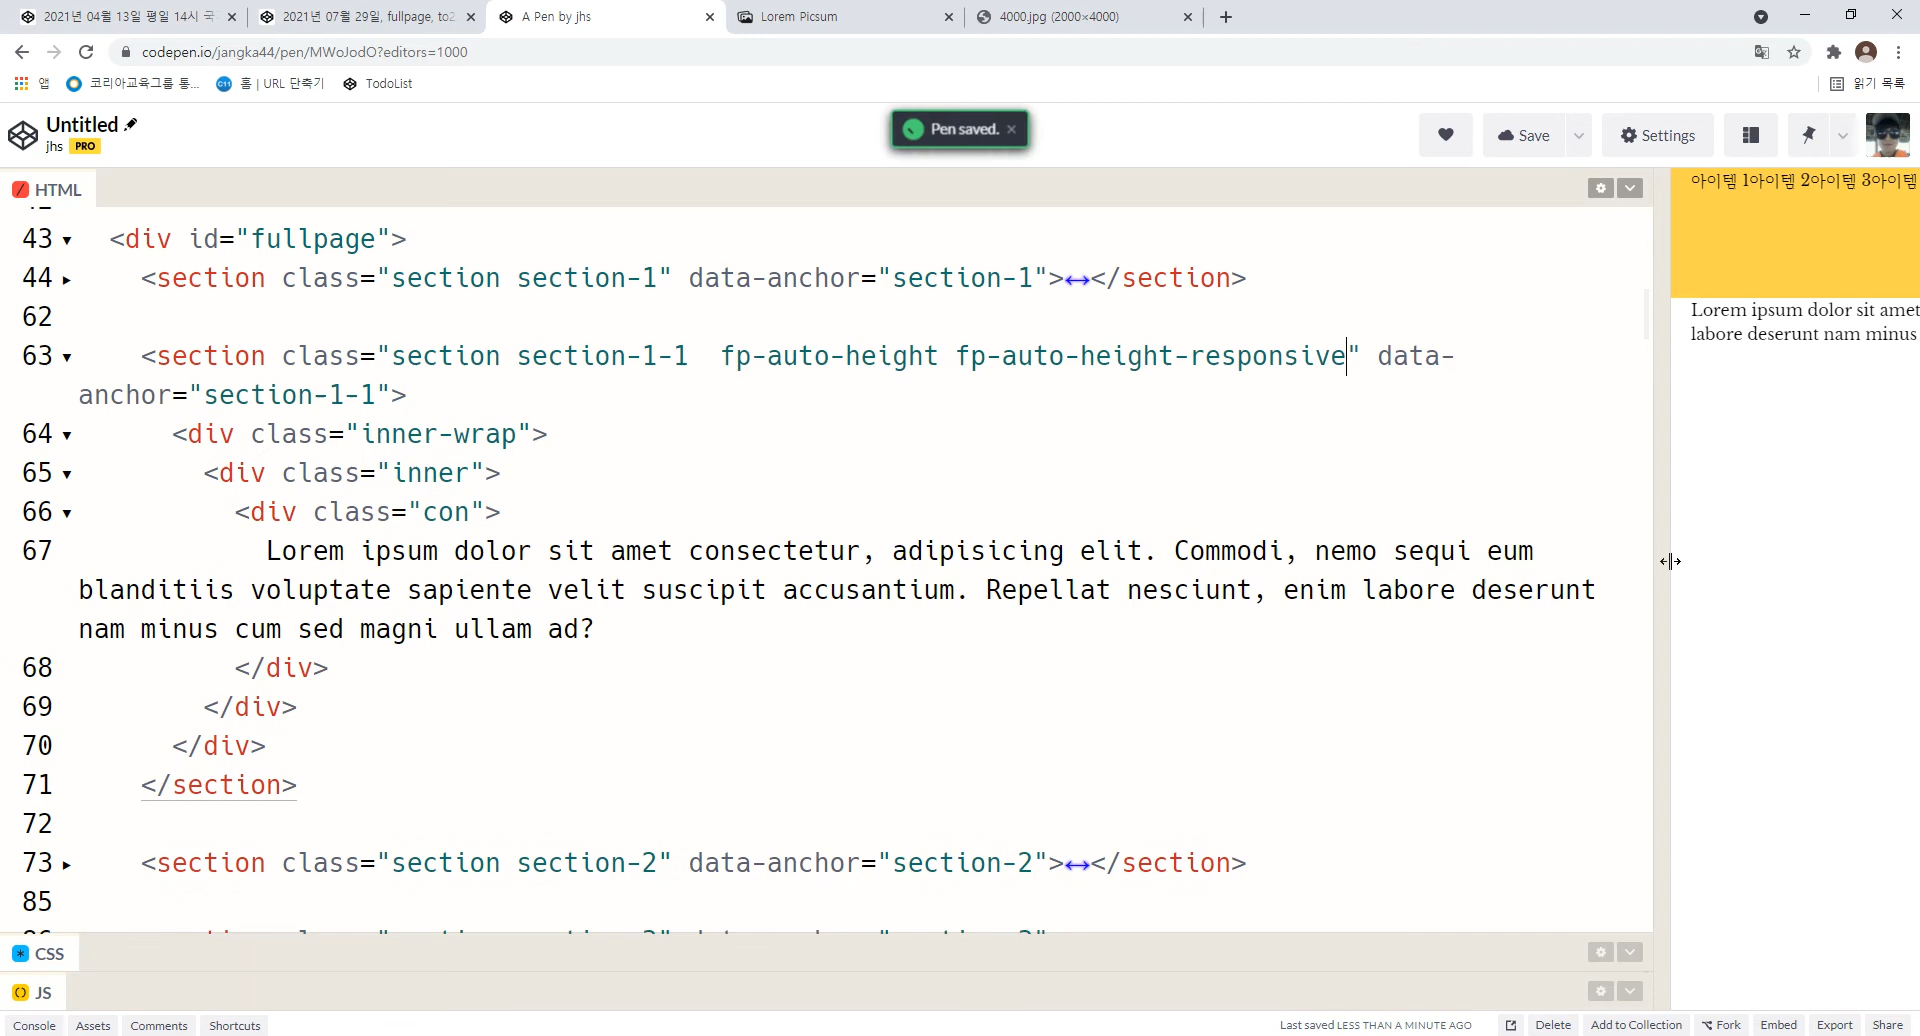 2021년 04월 13일 평일 14시 국
2021년 07월 29일, fullpage, to2
A Pen by jhs
Lorem Picsum
4000.jpg (2000×4000)
codepen.io/jangka44/pen/MWoJodO?editors=1000
앱
코리아교육그룹 통...
홈 | URL 단축기
TodoList
읽기 목록
Untitled
jhs PRO
Pen saved.
Save
Settings
HTML
43 <div id="fullpage">
44 <section class="section section-1" data-anchor="section-1">↔</section>
62
63 <section class="section section-1-1  fp-auto-height fp-auto-height-responsive" data-
anchor="section-1-1">
64 <div class="inner-wrap">
65 <div class="inner">
66 <div class="con">
67 Lorem ipsum dolor sit amet consectetur, adipisicing elit. Commodi, nemo sequi eum
blanditiis voluptate sapiente velit suscipit accusantium. Repellat nesciunt, enim labore deserunt
nam minus cum sed magni ullam ad?
68 </div>
69 </div>
70 </div>
71 </section>
72
73 <section class="section section-2" data-anchor="section-2">↔</section>
85
아이템 1아이템 2아이템 3아이템
Lorem ipsum dolor sit amet
labore deserunt nam minus
CSS
JS
Console
Assets
Comments
Shortcuts
Last saved LESS THAN A MINUTE AGO
Delete
Add to Collection
Fork
Embed
Export
Share